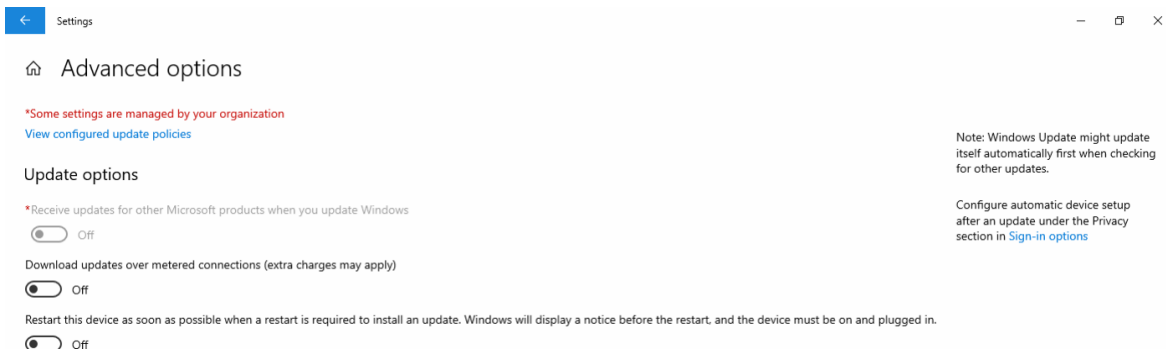 Settings
Advanced options
*Some settings are managed by your organization
View configured update policies
Update options
*Receive updates for other Microsoft products when you update Windows
Off
Download updates over metered connections (extra charges may apply)
Off
Restart this device as soon as possible when a restart is required to install an update. Windows will display a notice before the restart, and the device must be on and plugged in.
Off
Note: Windows Update might update
itself automatically first when checking
for other updates.
Configure automatic device setup
after an update under the Privacy
section in Sign-in options